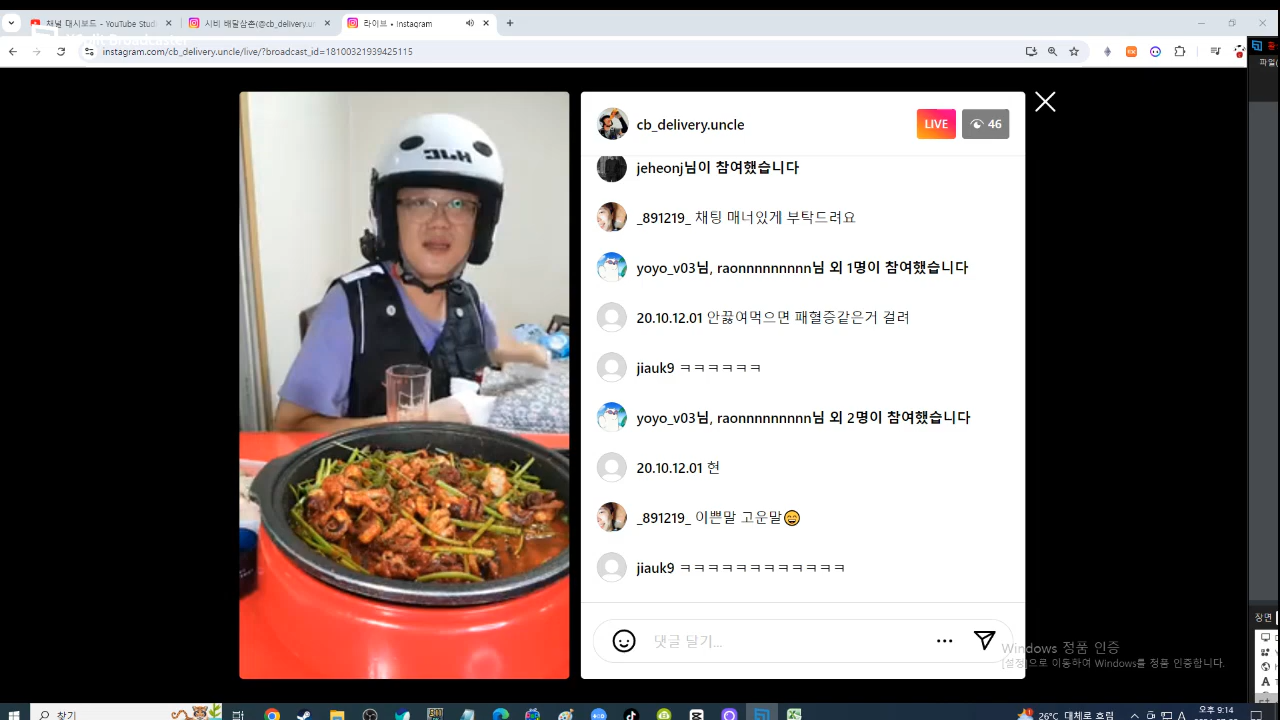 채널 대시보드 - YouTube Studi
시비 배달삼촌(@cb_delivery.u
라이브 • Instagram
instagram.com/cb_delivery.uncle/live/?broadcast_id=18100321939425115
파일(
cb_delivery.uncle
LIVE
46
jeheonj님이 참여했습니다
_891219_ 채팅 매너있게 부탁드려요
yoyo_v03님, raonnnnnnnnn님 외 1명이 참여했습니다
20.10.12.01 안끓여먹으면 패혈증같은거 걸려
jiauk9 ㅋㅋㅋㅋㅋㅋ
yoyo_v03님, raonnnnnnnnn님 외 2명이 참여했습니다
20.10.12.01 현
_891219_ 이쁜말 고운말😄
jiauk9 ㅋㅋㅋㅋㅋㅋㅋㅋㅋㅋㅋㅋ
댓글 달기...
Windows 정품 인증
[설정]으로 이동하여 Windows를 정품 인증합니다.
장면
찾기
26°C 대체로 흐림
오후 9:14